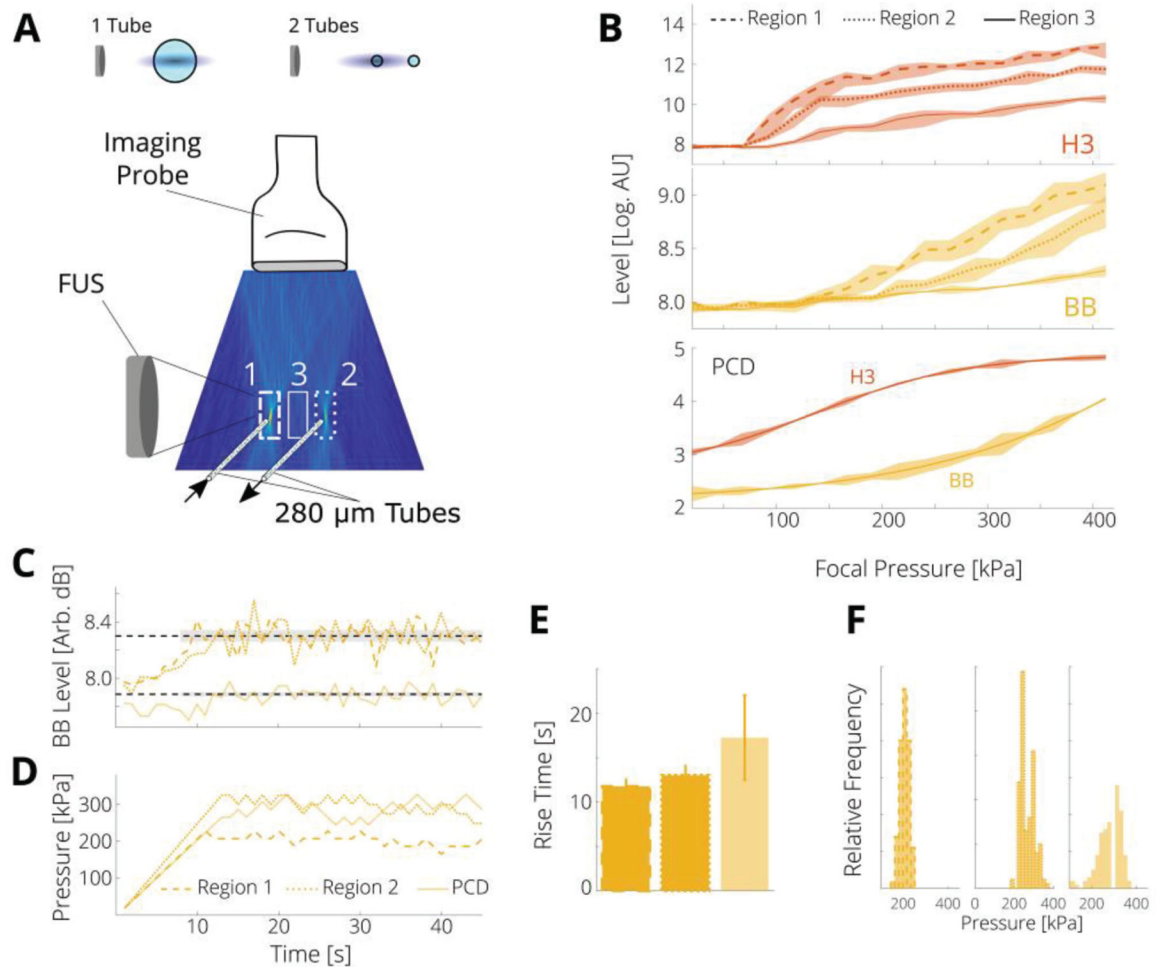 A
1 Tube
2 Tubes
Imaging
Probe
FUS
1
3
2
280 µm Tubes
B
Region 1
Region 2
Region 3
14
12
10
8
H3
Level [Log. AU]
9.0
8.5
8.0
BB
PCD
5
4
3
2
H3
BB
100
200
300
400
Focal Pressure [kPa]
C
BB Level [Arb. dB]
8.4
8.0
D
Pressure [kPa]
300
200
100
Region 1
Region 2
PCD
10
20
30
40
Time [s]
E
Rise Time [s]
20
10
0
F
Relative Frequency
200
400
0
200
400
200
400
Pressure [kPa]